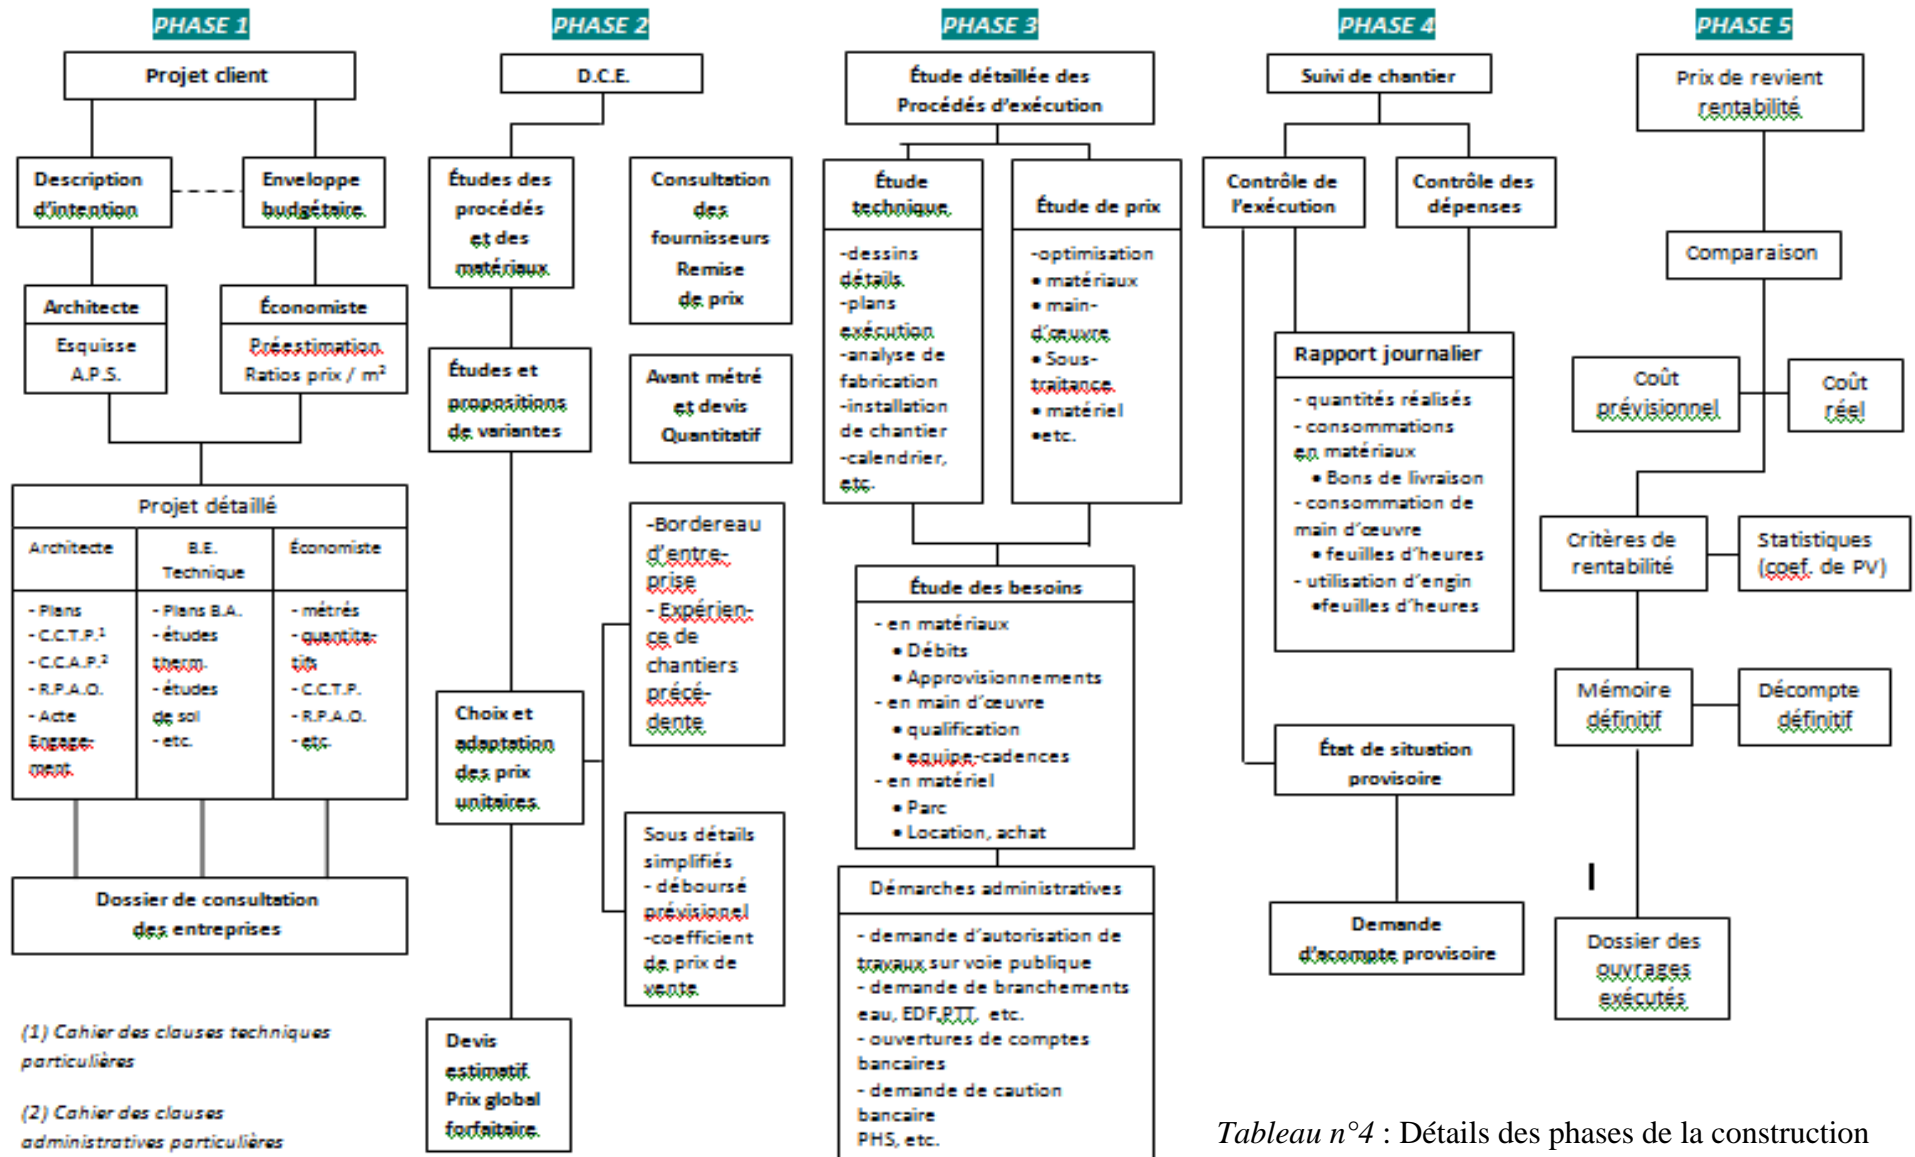 PHASE 1
Projet client
Description
d'intention
Enveloppe
budgétaire
Architecte
Esquisse
A.P.S.
Économiste
Préestimation
Ratios prix / m²
Projet détaillé
Architecte
- Plans
- C.C.T.P.¹
- C.C.A.P.²
- R.P.A.O.
- Acte
Engage-
ment
B.E.
Technique
- Plans B.A.
- études
therm.
- études
de sol
- etc.
Économiste
- métrés
- quantita-
tifs
- C.C.T.P.
- R.P.A.O.
- etc.
Dossier de consultation
des entreprises
(1) Cahier des clauses techniques
particulières
(2) Cahier des clauses
administratives particulières
PHASE 2
D.C.E.
Études des
procédés
et des
matériaux
Consultation
des
fournisseurs
Remise
de prix
Études et
propositions
de variantes
Avant métré
et devis
Quantitatif
-Bordereau
d'entre-
prise
- Expérien-
ce de
chantiers
précé-
dente
Choix et
adaptation
des prix
unitaires
Sous détails
simplifiés
- déboursé
prévisionel
-coefficient
de prix de
vente
Devis
estimatif
Prix global
forfaitaire
PHASE 3
Étude détaillée des
Procédés d'exécution
Étude
technique
-dessins
détails
-plans
exécution
-analyse de
fabrication
-installation
de chantier
-calendrier,
etc.
Étude de prix
-optimisation
• matériaux
• main-
d'œuvre
• Sous-
traitance
• matériel
•etc.
Étude des besoins
- en matériaux
• Débits
• Approvisionnements
- en main d'œuvre
• qualification
• equipe-cadences
- en matériel
• Parc
• Location, achat
Démarches administratives
- demande d'autorisation de
travaux sur voie publique
- demande de branchements
eau, EDF,PTT, etc.
- ouvertures de comptes
bancaires
- demande de caution
bancaire
PHS, etc.
PHASE 4
Suivi de chantier
Contrôle de
l'exécution
Contrôle des
dépenses
Rapport journalier
- quantités réalisés
- consommations
en matériaux
• Bons de livraison
- consommation de
main d'œuvre
• feuilles d'heures
- utilisation d'engin
•feuilles d'heures
État de situation
provisoire
Demande
d'acompte provisoire
PHASE 5
Prix de revient
rentabilité
Comparaison
Coût
prévisionnel
Coût
réel
Critères de
rentabilité
Statistiques
(coef. de PV)
Mémoire
définitif
Décompte
définitif
Dossier des
ouvrages
exécutés
Tableau n°4 : Détails des phases de la construction